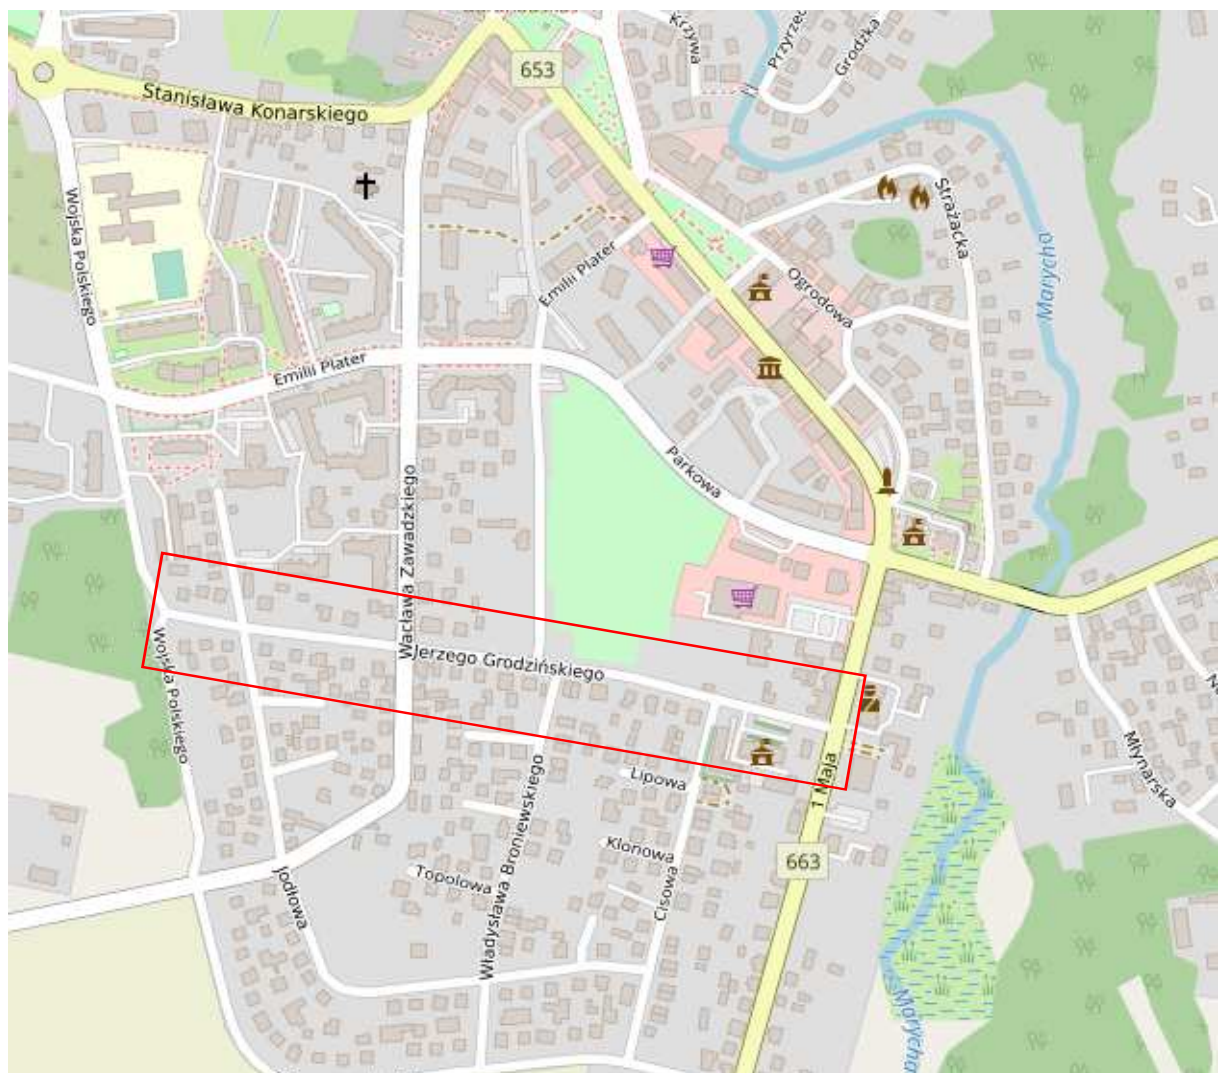 653
Krzywa
Przyrzec
Grodzka
Stanisława Konarskiego
Wojska Polskiego
Strażacka
Marycha
Emilii Plater
Ogrodowa
Emilii Plater
Parkowa
Wacława Zawadzkiego
Wojska Polskiego
Jerzego Grodzińskiego
1 Maja
Młynarska
Lipowa
Władysława Broniewskiego
Klonowa
Cisowa
663
Topolowa
Jodłowa
Marycha